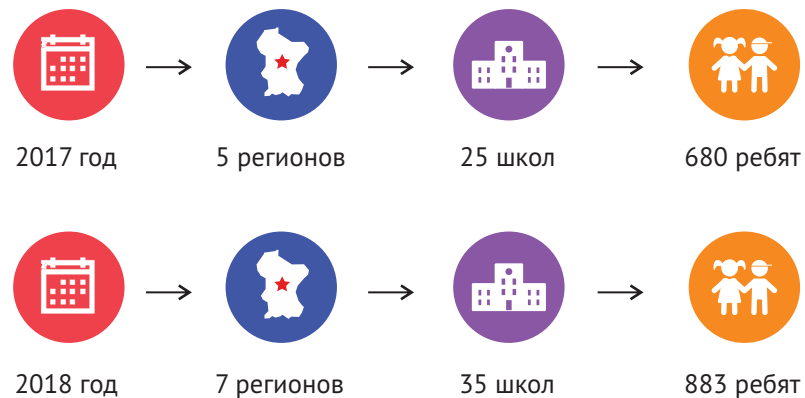 2017 год
5 регионов
25 школ
680 ребят
2018 год
7 регионов
35 школ
883 ребят